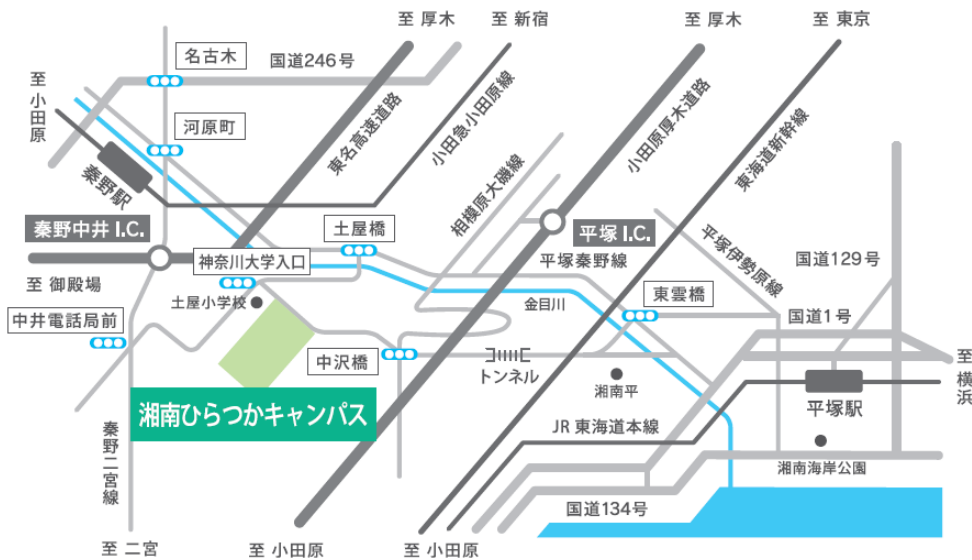 至 厚木
至 新宿
至 厚木
至 東京
名古木
国道246号
至 小田原
河原町
秦野駅
東名高速道路
小田急小田原線
相模原大磯線
小田原厚木道路
東海道新幹線
秦野中井 I.C.
土屋橋
平塚 I.C.
平塚伊勢原線
国道129号
至 御殿場
神奈川大学入口
平塚秦野線
土屋小学校
金目川
東雲橋
国道1号
中井電話局前
中沢橋
トンネル
湘南平
至 横浜
平塚駅
湘南ひらつかキャンパス
JR 東海道本線
秦野二宮線
湘南海岸公園
国道134号
至 二宮
至 小田原
至 小田原